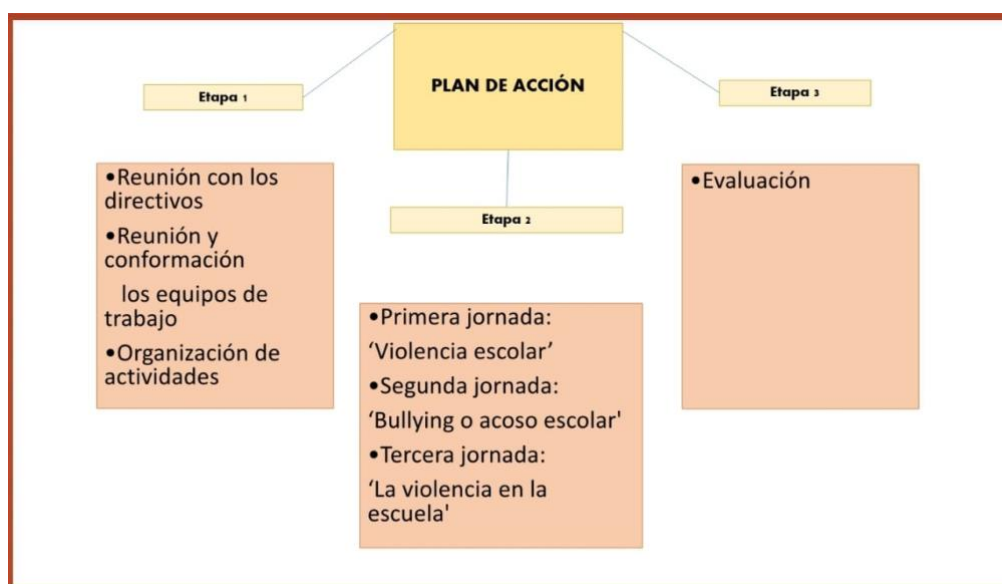 PLAN DE ACCIÓN
Etapa 1
•Reunión con los
directivos
•Reunión y
conformación
los equipos de
trabajo
•Organización de
actividades
Etapa 2
•Primera jornada:
‘Violencia escolar’
•Segunda jornada:
‘Bullying o acoso escolar'
•Tercera jornada:
‘La violencia en la
escuela'
Etapa 3
•Evaluación